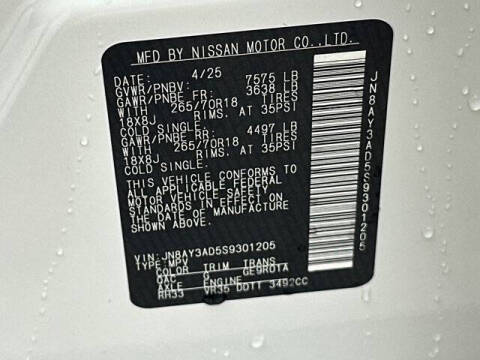 MFD BY NISSAN MOTOR CO.,LTD.
DATE: 4/25
GVWR/PNBV: 7575 LB
GAWR/PNBE FR: 3638 LB
WITH 265/70R18 TIRES
18X8J RIMS, AT 35PSI
COLD SINGLE.
GAWR/PNBE RR: 4497 LB
WITH 265/70R18 TIRES
18X8J RIMS, AT 35PSI
COLD SINGLE.
THIS VEHICLE CONFORMS TO
ALL APPLICABLE FEDERAL
MOTOR VEHICLE SAFETY
STANDARDS IN EFFECT ON
THE DATE OF MANUFACTURE
SHOWN ABOVE.
VIN:JN8AY3AD5S9301205
TYPE:MPV
COLOR TRIM TRANS
QAC G GE9R01A
RH33 VR35 DDTT 3492CC
JN8AY3AD5S9301205